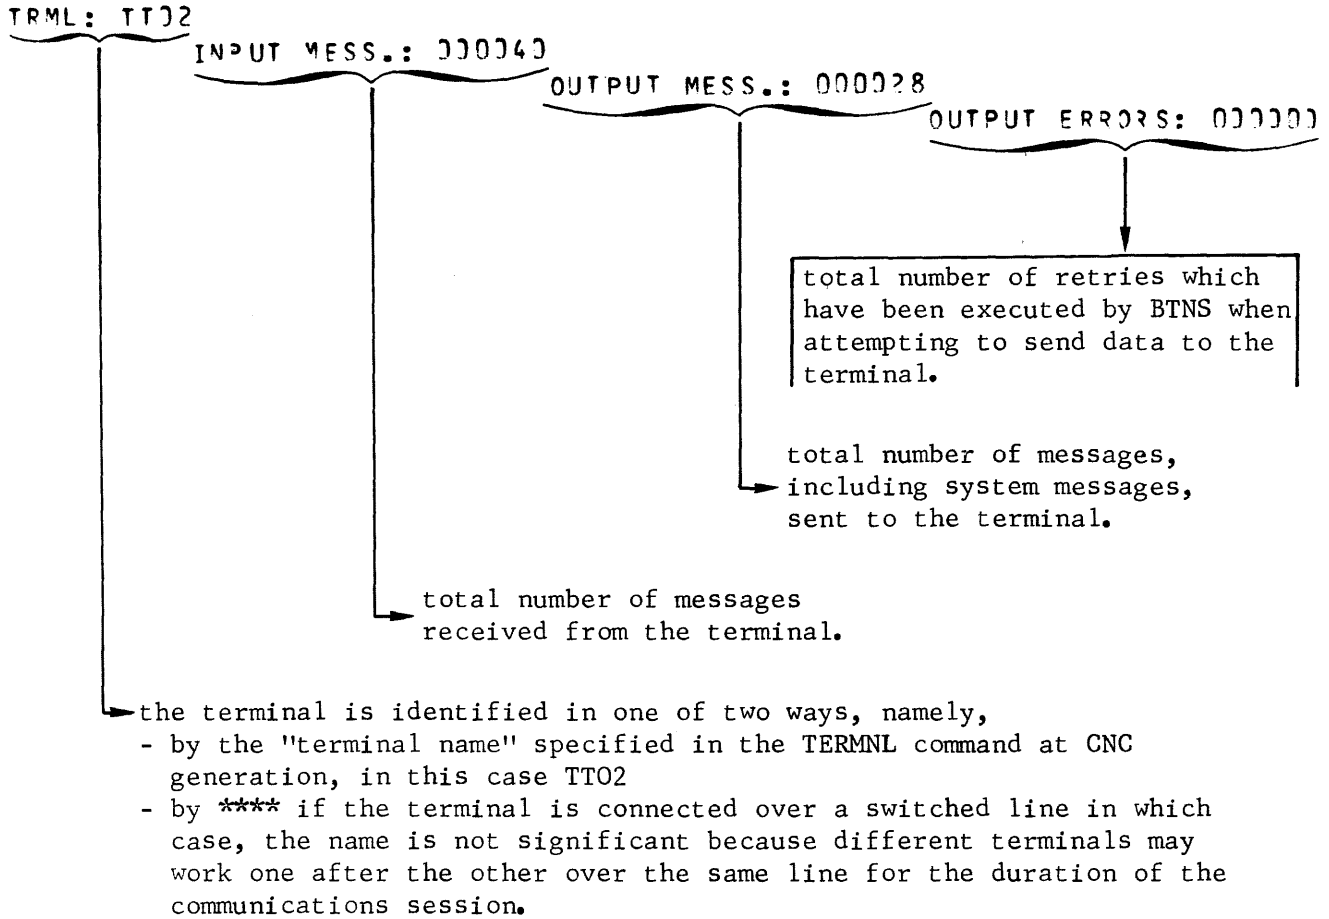 TRML: TT02
INPUT MESS.: 000040
OUTPUT MESS.: 000028
OUTPUT ERRORS: 000000
total number of retries which
have been executed by BTNS when
attempting to send data to the
terminal.
total number of messages,
including system messages,
sent to the terminal.
total number of messages
received from the terminal.
the terminal is identified in one of two ways, namely,
- by the "terminal name" specified in the TERMNL command at CNC
generation, in this case TT02
- by **** if the terminal is connected over a switched line in which
case, the name is not significant because different terminals may
work one after the other over the same line for the duration of the
communications session.